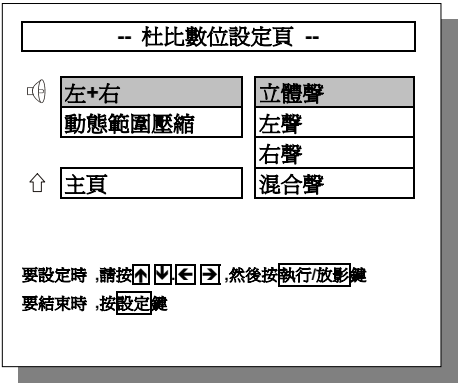 -- 杜比數位設定頁 --
左+右
立體聲
動態範圍壓縮
左聲
右聲
主頁
混合聲
要設定時 ,請按↑ ↓ ← → ,然後按執行/放影鍵
要結束時 ,按設定鍵